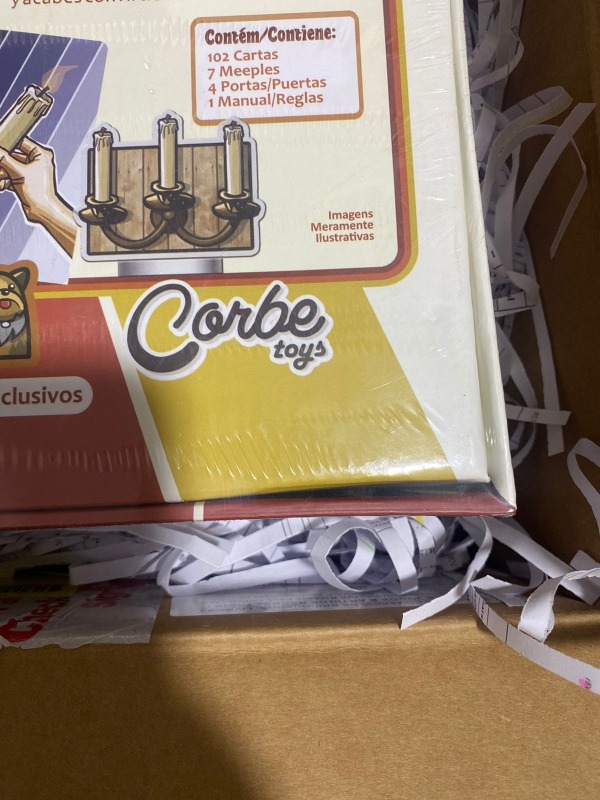 Contém/Contiene:
102 Cartas
7 Meeples
4 Portas/Puertas
1 Manual/Reglas
Imagens
Meramente
Ilustrativas
Corbe
toys
clusivos